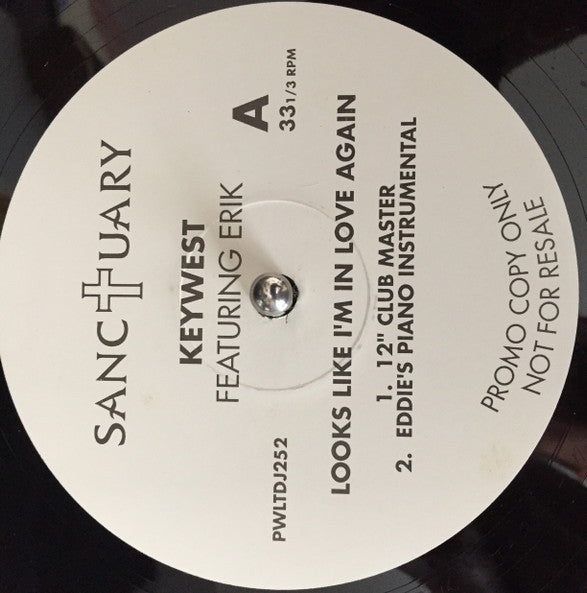 SANCTUARY
KEYWEST
FEATURING ERIK
A
33 1/3 RPM
PWLTDJ252
LOOKS LIKE I'M IN LOVE AGAIN
1. 12" CLUB MASTER
2. EDDIE'S PIANO INSTRUMENTAL
PROMO COPY ONLY
NOT FOR RESALE